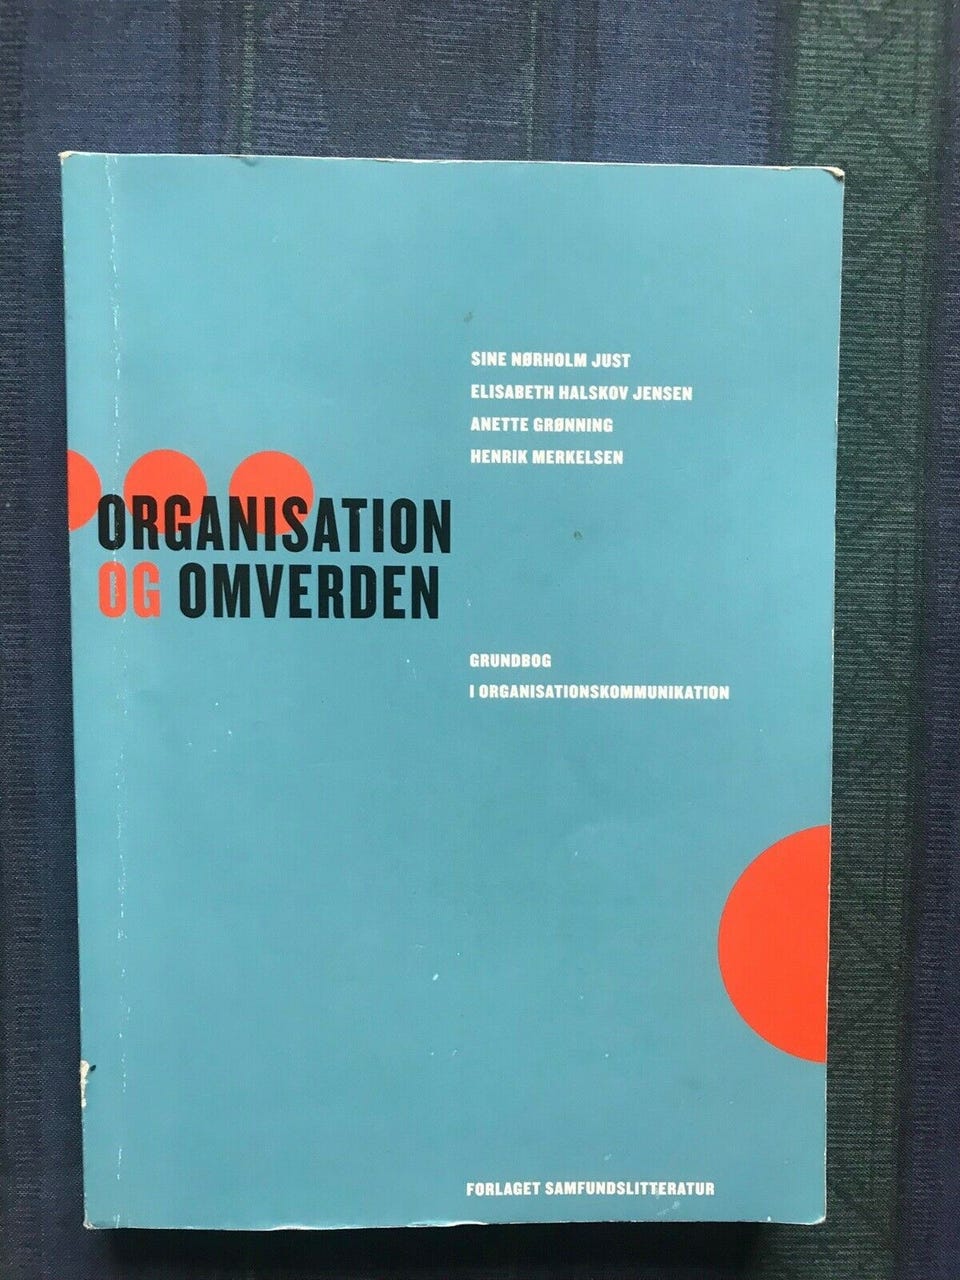 SINE NØRHOLM JUST
ELISABETH HALSKOV JENSEN
ANETTE GRØNNING
HENRIK MERKELSEN
ORGANISATION
OG OMVERDEN
GRUNDBOG
I ORGANISATIONSKOMMUNIKATION
FORLAGET SAMFUNDSLITTERATUR